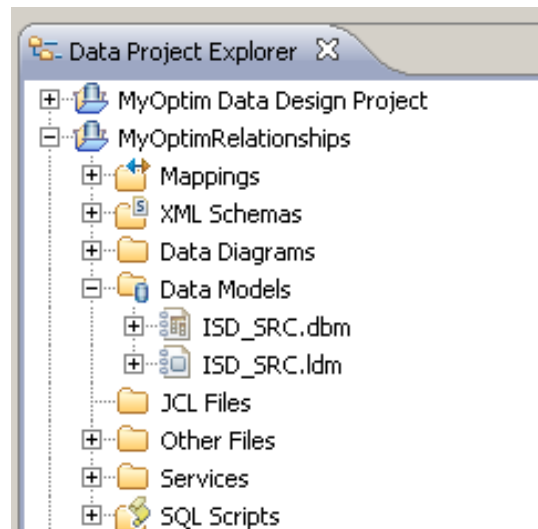 Data Project Explorer
MyOptim Data Design Project
MyOptimRelationships
Mappings
XML Schemas
Data Diagrams
Data Models
ISD_SRC.dbm
ISD_SRC.ldm
JCL Files
Other Files
Services
SQL Scripts